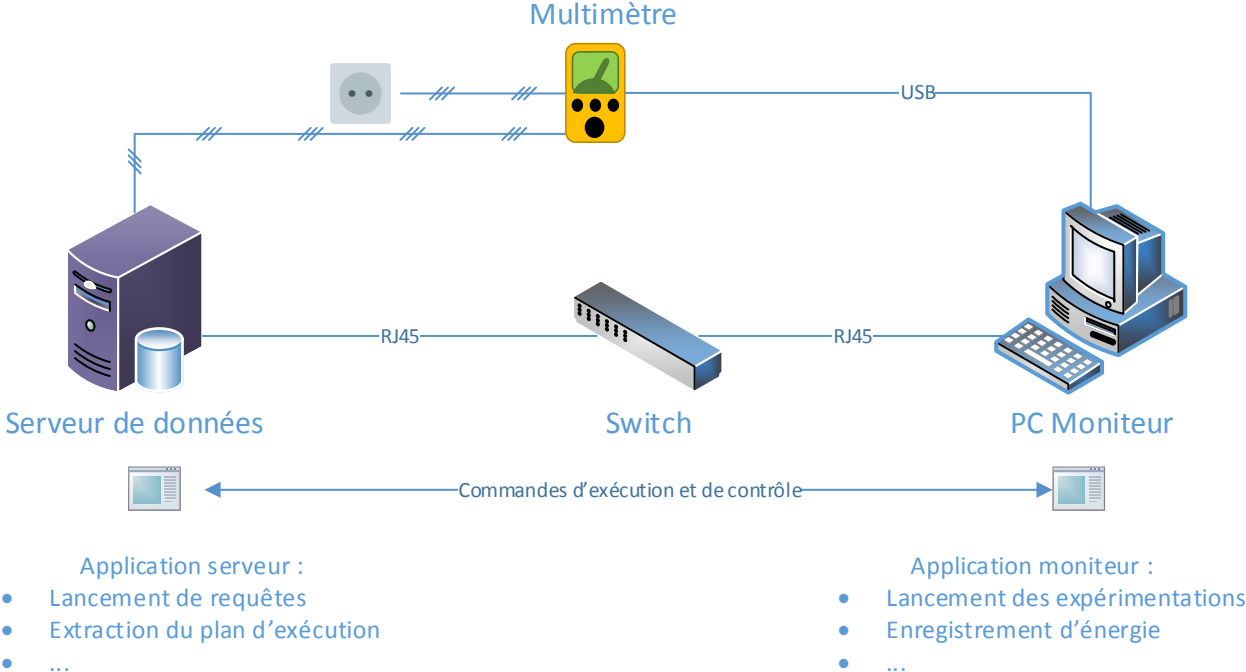 Multimètre
USB
RJ45
RJ45
Serveur de données
Switch
PC Moniteur
Commandes d’exécution et de contrôle
Application serveur :
• Lancement de requêtes
• Extraction du plan d’exécution
• ...
Application moniteur :
• Lancement des expérimentations
• Enregistrement d’énergie
• ...